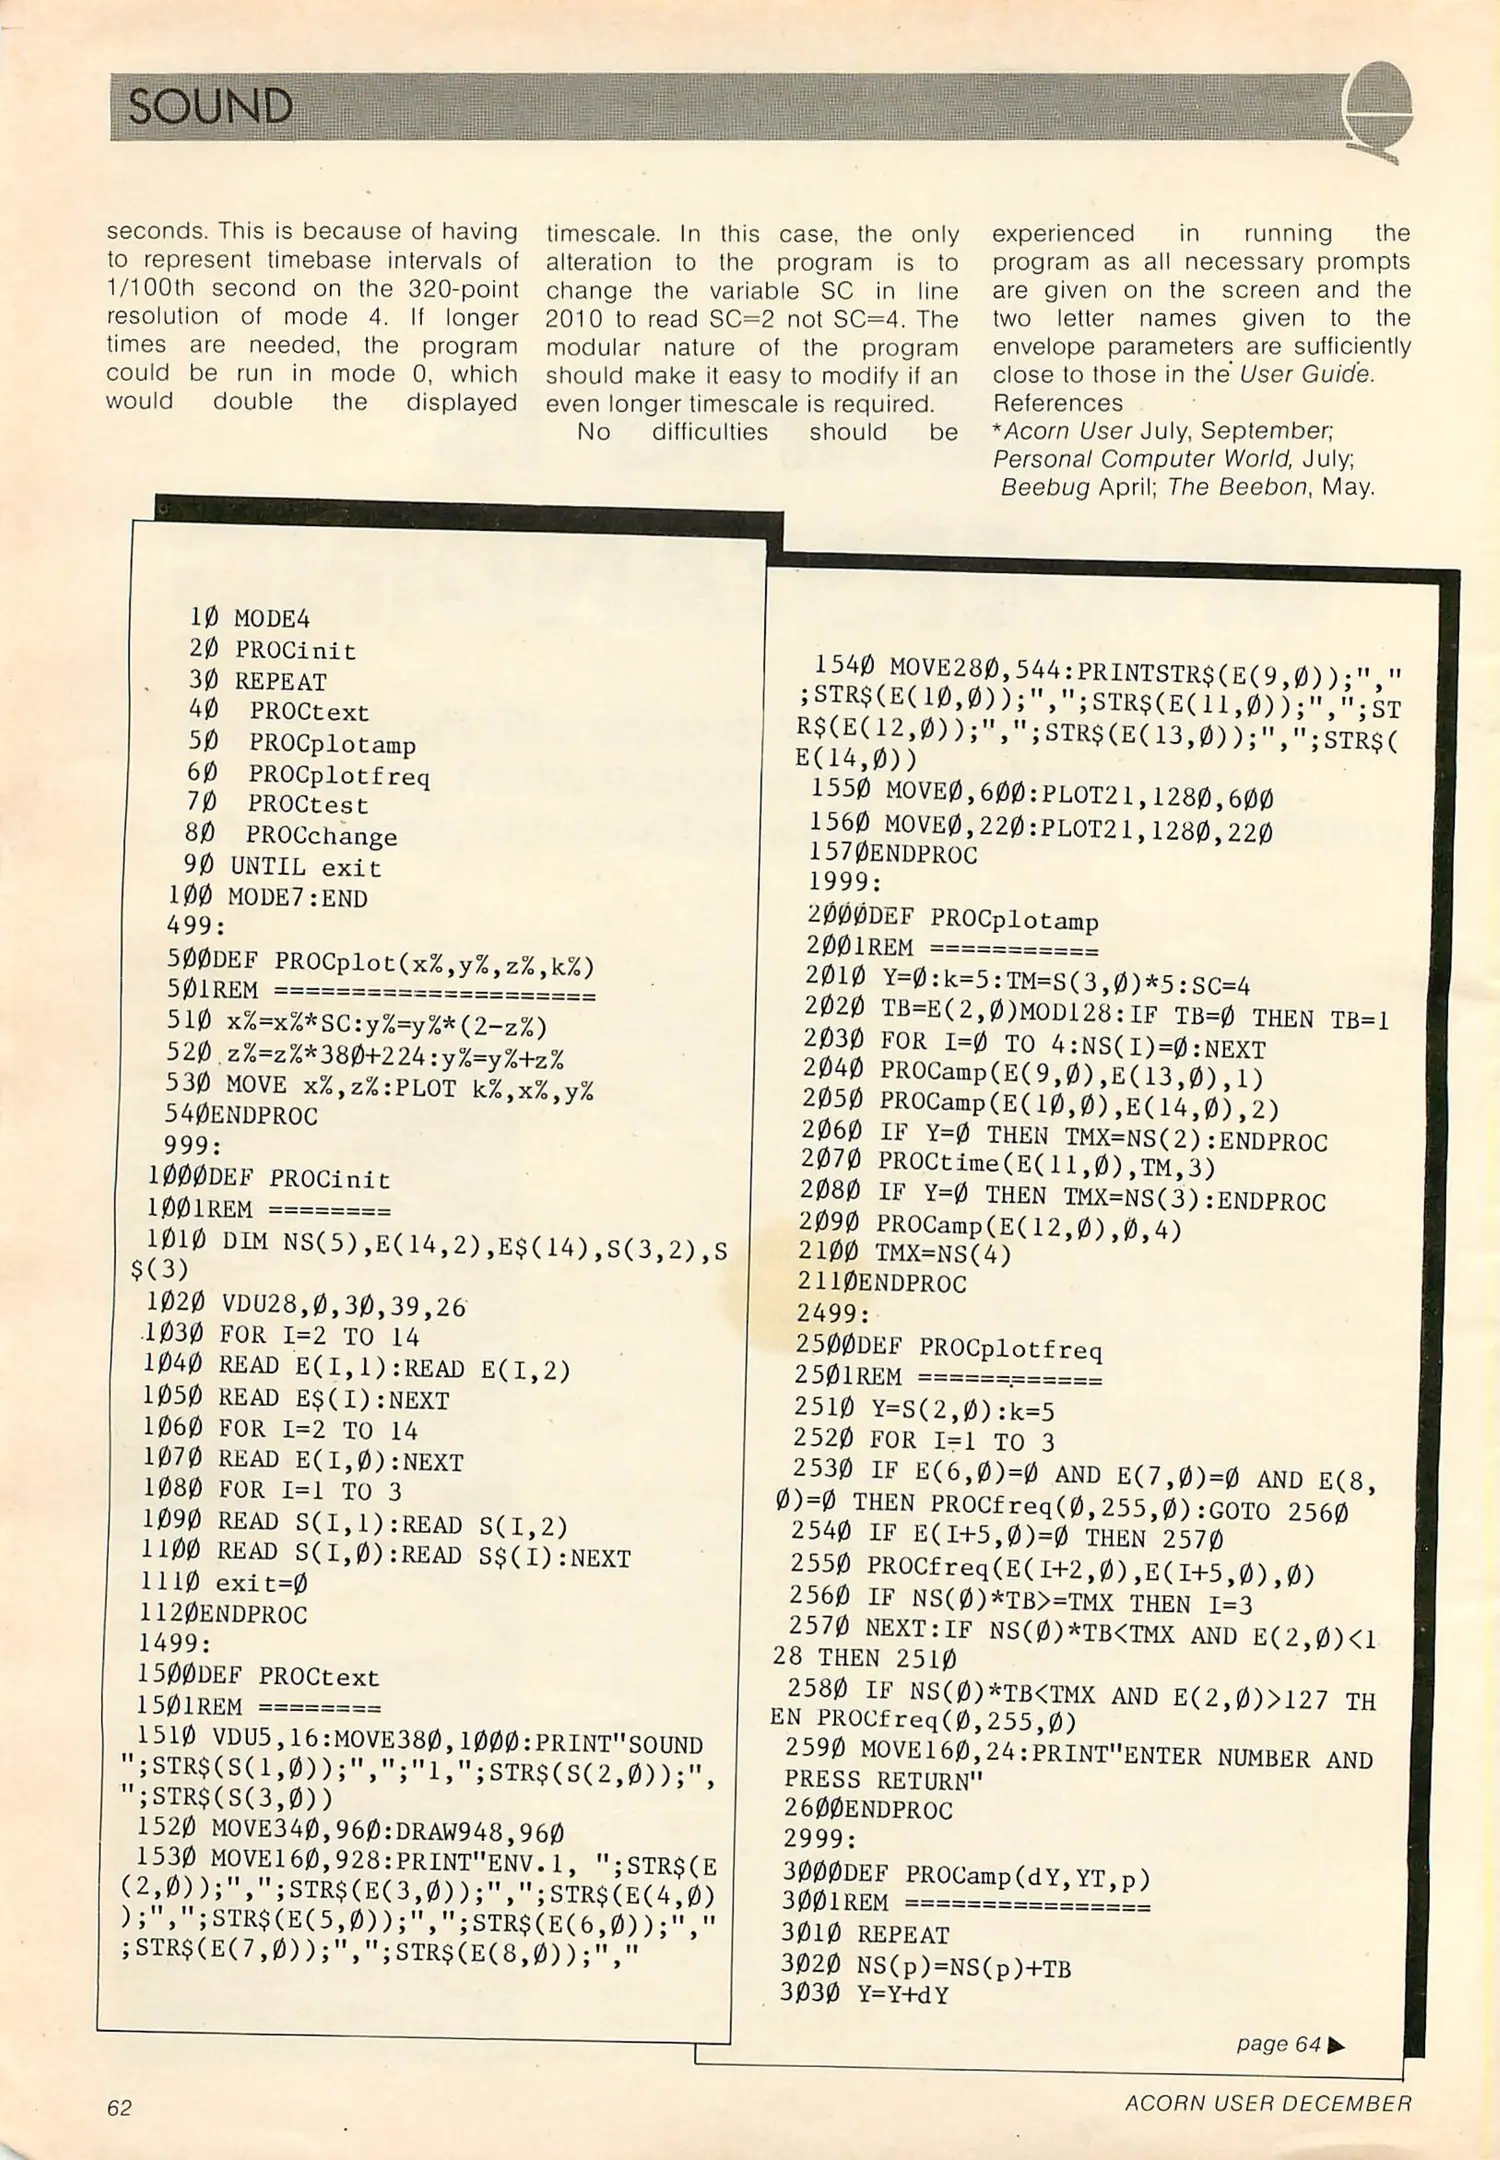 SOUND
seconds. This is because of having
to represent timebase intervals of
1/100th second on the 320-point
resolution of mode 4. If longer
times are needed, the program
could be run in mode 0, which
would double the displayed
timescale. In this case, the only
alteration to the program is to
change the variable SC in line
2010 to read SC=2 not SC=4. The
modular nature of the program
should make it easy to modify if an
even longer timescale is required.
No difficulties should be
experienced in running the
program as all necessary prompts
are given on the screen and the
two letter names given to the
envelope parameters are sufficiently
close to those in the User Guide.
References
*Acorn User July, September;
Personal Computer World, July;
Beebug April; The Beebon, May.
10 MODE4
20 PROCinit
30 REPEAT
40  PROCtext
50  PROCplotamp
60  PROCplotfreq
70  PROCtest
80  PROCchange
90 UNTIL exit
100 MODE7:END
499:
500DEF PROCplot(x%,y%,z%,k%)
501REM =====================
510 x%=x%*SC:y%=y%*(2-z%)
520 z%=z%*380+224:y%=y%+z%
530 MOVE x%,z%:PLOT k%,x%,y%
540ENDPROC
999:
1000DEF PROCinit
1001REM ========
1010 DIM NS(5),E(14,2),E$(14),S(3,2),S
$(3)
1020 VDU28,0,30,39,26
1030 FOR I=2 TO 14
1040 READ E(I,1):READ E(I,2)
1050 READ E$(I):NEXT
1060 FOR I=2 TO 14
1070 READ E(I,0):NEXT
1080 FOR I=1 TO 3
1090 READ S(I,1):READ S(I,2)
1100 READ S(I,0):READ S$(I):NEXT
1110 exit=0
1120ENDPROC
1499:
1500DEF PROCtext
1501REM ========
1510 VDU5,16:MOVE380,1000:PRINT"SOUND
";STR$(S(1,0));",";"1,";STR$(S(2,0));",
";STR$(S(3,0))
1520 MOVE340,960:DRAW948,960
1530 MOVE160,928:PRINT"ENV.1, ";STR$(E
(2,0));",";STR$(E(3,0));",";STR$(E(4,0)
);",";STR$(E(5,0));",";STR$(E(6,0));","
;STR$(E(7,0));",";STR$(E(8,0));","
1540 MOVE280,544:PRINTSTR$(E(9,0));","
;STR$(E(10,0));",";STR$(E(11,0));",";ST
R$(E(12,0));",";STR$(E(13,0));",";STR$(
E(14,0))
1550 MOVE0,600:PLOT21,1280,600
1560 MOVE0,220:PLOT21,1280,220
1570ENDPROC
1999:
2000DEF PROCplotamp
2001REM ===========
2010 Y=0:k=5:TM=S(3,0)*5:SC=4
2020 TB=E(2,0)MOD128:IF TB=0 THEN TB=1
2030 FOR I=0 TO 4:NS(I)=0:NEXT
2040 PROCamp(E(9,0),E(13,0),1)
2050 PROCamp(E(10,0),E(14,0),2)
2060 IF Y=0 THEN TMX=NS(2):ENDPROC
2070 PROCtime(E(11,0),TM,3)
2080 IF Y=0 THEN TMX=NS(3):ENDPROC
2090 PROCamp(E(12,0),0,4)
2100 TMX=NS(4)
2110ENDPROC
2499:
2500DEF PROCplotfreq
2501REM ============
2510 Y=S(2,0):k=5
2520 FOR I=1 TO 3
2530 IF E(6,0)=0 AND E(7,0)=0 AND E(8,
0)=0 THEN PROCfreq(0,255,0):GOTO 2560
2540 IF E(I+5,0)=0 THEN 2570
2550 PROCfreq(E(I+2,0),E(I+5,0),0)
2560 IF NS(0)*TB>=TMX THEN I=3
2570 NEXT:IF NS(0)*TB<TMX AND E(2,0)<1
28 THEN 2510
2580 IF NS(0)*TB<TMX AND E(2,0)>127 TH
EN PROCfreq(0,255,0)
2590 MOVE160,24:PRINT"ENTER NUMBER AND
PRESS RETURN"
2600ENDPROC
2999:
3000DEF PROCamp(dY,YT,p)
3001REM ================
3010 REPEAT
3020 NS(p)=NS(p)+TB
3030 Y=Y+dY
page 64 ▶
62
ACORN USER DECEMBER